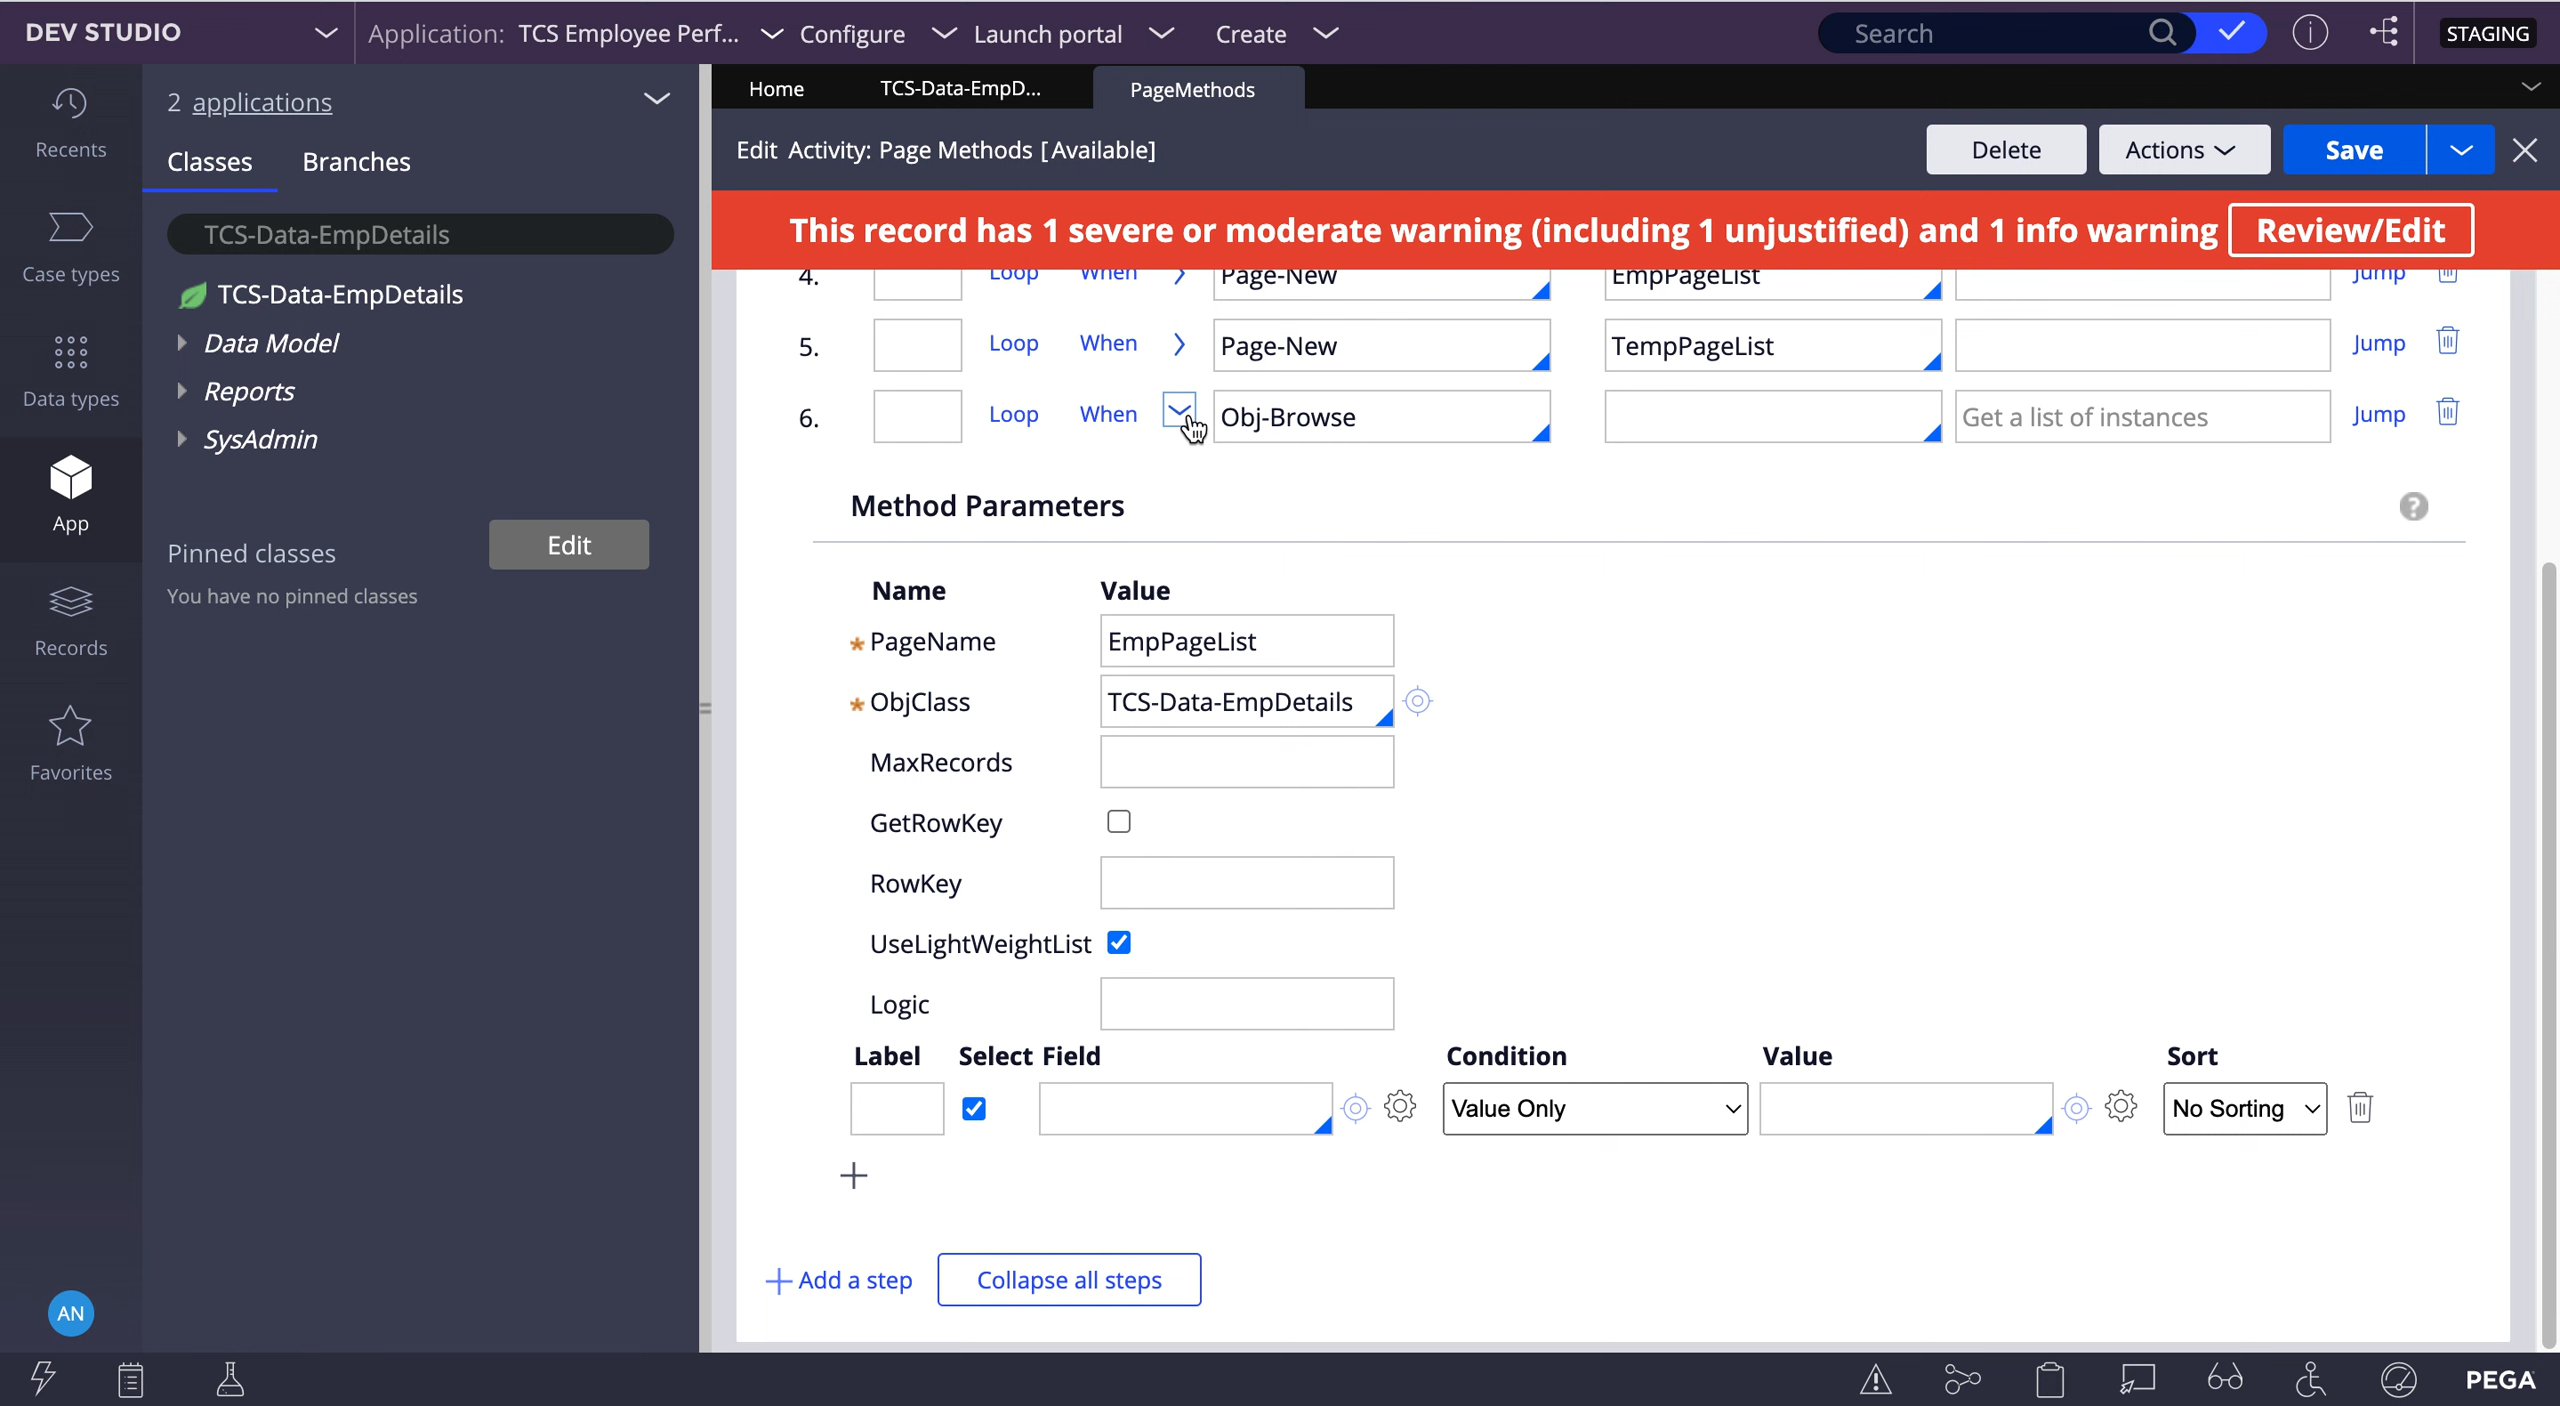 DEV STUDIO
Application: TCS Employee Perf...
Configure
Launch portal
Create
Search
STAGING
Recents
Case types
Data types
App
Records
Favorites
AN
2 applications
Classes Branches
TCS-Data-EmpDetails
TCS-Data-EmpDetails
Data Model
Reports
SysAdmin
Pinned classes
Edit
You have no pinned classes
Home TCS-Data-EmpD... PageMethods
Edit Activity: Page Methods [Available]
Delete Actions Save
This record has 1 severe or moderate warning (including 1 unjustified) and 1 info warning Review/Edit
4. Loop When Page-New EmpPageList Jump
5. Loop When Page-New TempPageList Jump
6. Loop When Obj-Browse Get a list of instances Jump
Method Parameters
?
Name Value
* PageName EmpPageList
* ObjClass TCS-Data-EmpDetails
MaxRecords
GetRowKey
RowKey
UseLightWeightList
Logic
Label Select Field Condition Value Sort
Value Only No Sorting
+ Add a step Collapse all steps
PEGA